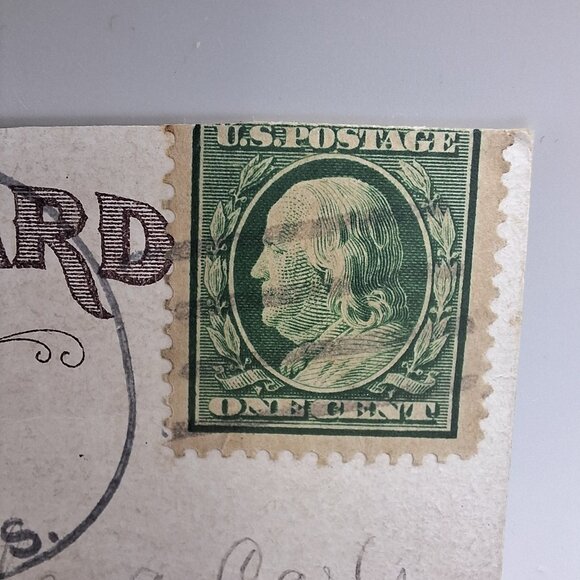 U.S. POSTAGE
ARD
ONE CENT
S.